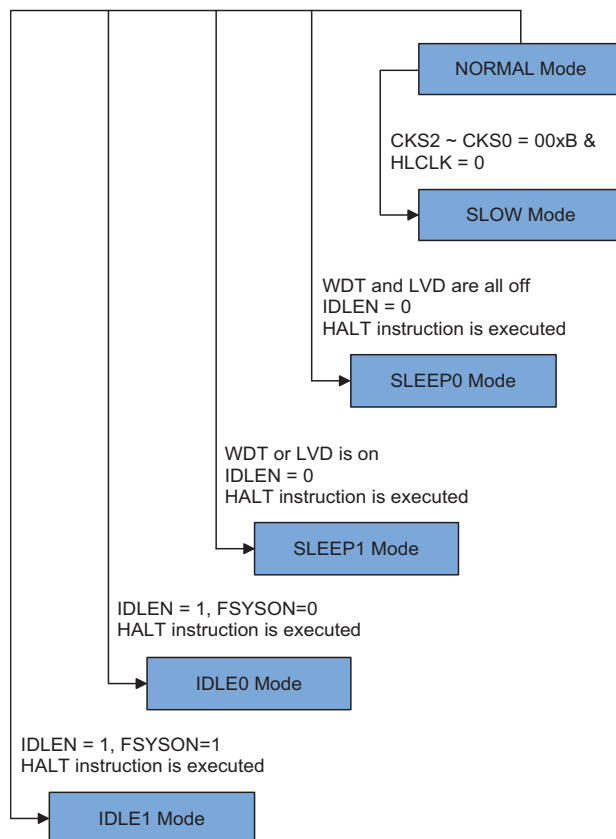 NORMAL Mode
CKS2 ~ CKS0 = 00xB &
HLCLK = 0
SLOW Mode
WDT and LVD are all off
IDLEN = 0
HALT instruction is executed
SLEEP0 Mode
WDT or LVD is on
IDLEN = 0
HALT instruction is executed
SLEEP1 Mode
IDLEN = 1, FSYSON=0
HALT instruction is executed
IDLE0 Mode
IDLEN = 1, FSYSON=1
HALT instruction is executed
IDLE1 Mode